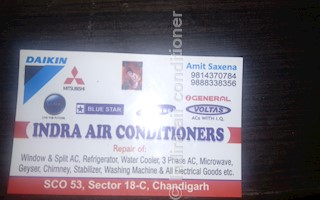 DAIKIN
MITSUBISHI
Amit Saxena
9814370784
9888338356
BLUE STAR
GENERAL
VOLTAS
ACs WITH I.Q.
INDRA AIR CONDITIONERS
Repair of:
Window & Split AC, Refrigerator, Water Cooler, 3 Phase AC, Microwave,
Geyser, Chimney, Stabilizer, Washing Machine & All Electrical Goods etc.
SCO 53, Sector 18-C, Chandigarh